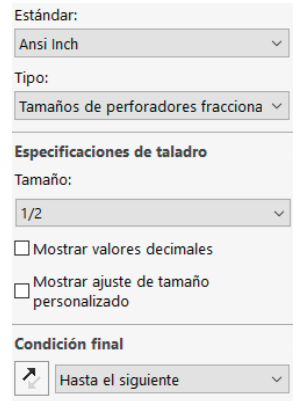 Estándar:
Ansi Inch
Tipo:
Tamaños de perforadores fracciona
Especificaciones de taladro
Tamaño:
1/2
Mostrar valores decimales
Mostrar ajuste de tamaño
personalizado
Condición final
Hasta el siguiente